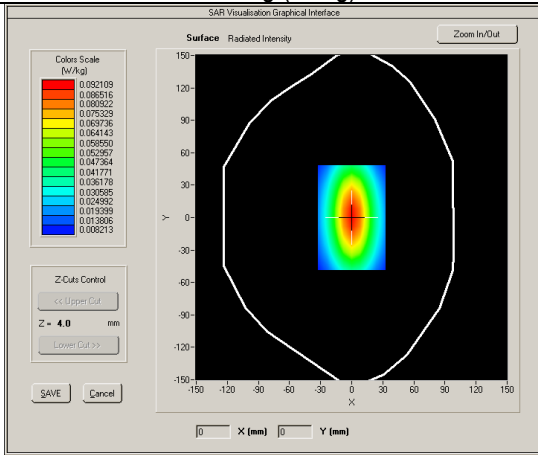 SAR Visualisation Graphical Interface
Surface Radiated Intensity
Zoom In/Out
Colors Scale
(W/kg)
0.092109
0.086516
0.080922
0.075329
0.069736
0.064143
0.058550
0.052957
0.047364
0.041771
0.036178
0.030585
0.024992
0.019399
0.013806
0.008213
Z-Cuts Control
<< Upper Cut
Z = 4.0 mm
Lower Cut >>
SAVE Cancel
150-
120-
90-
60-
30-
0-
-30-
-60-
-90-
-120-
-150-
Y
-150 -120 -90 -60 -30 0 30 60 90 120 150
X
0 X (mm) 0 Y (mm)